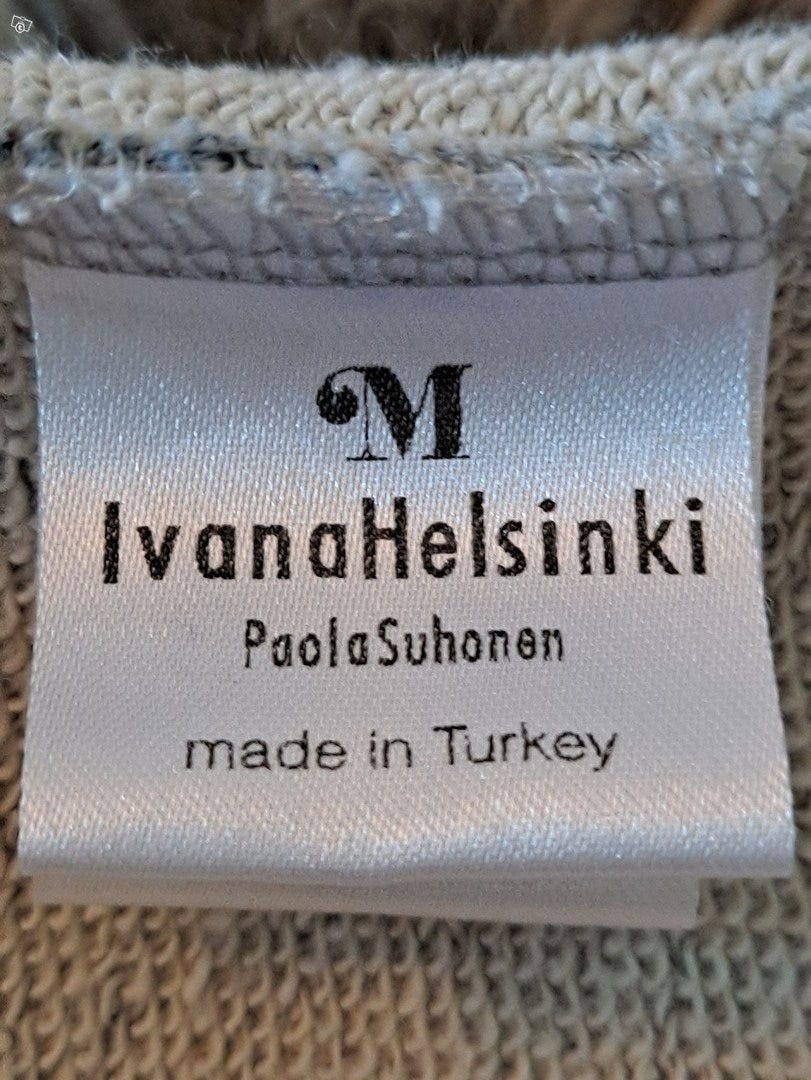 M
IvanaHelsinki
PaolaSuhonen
made in Turkey